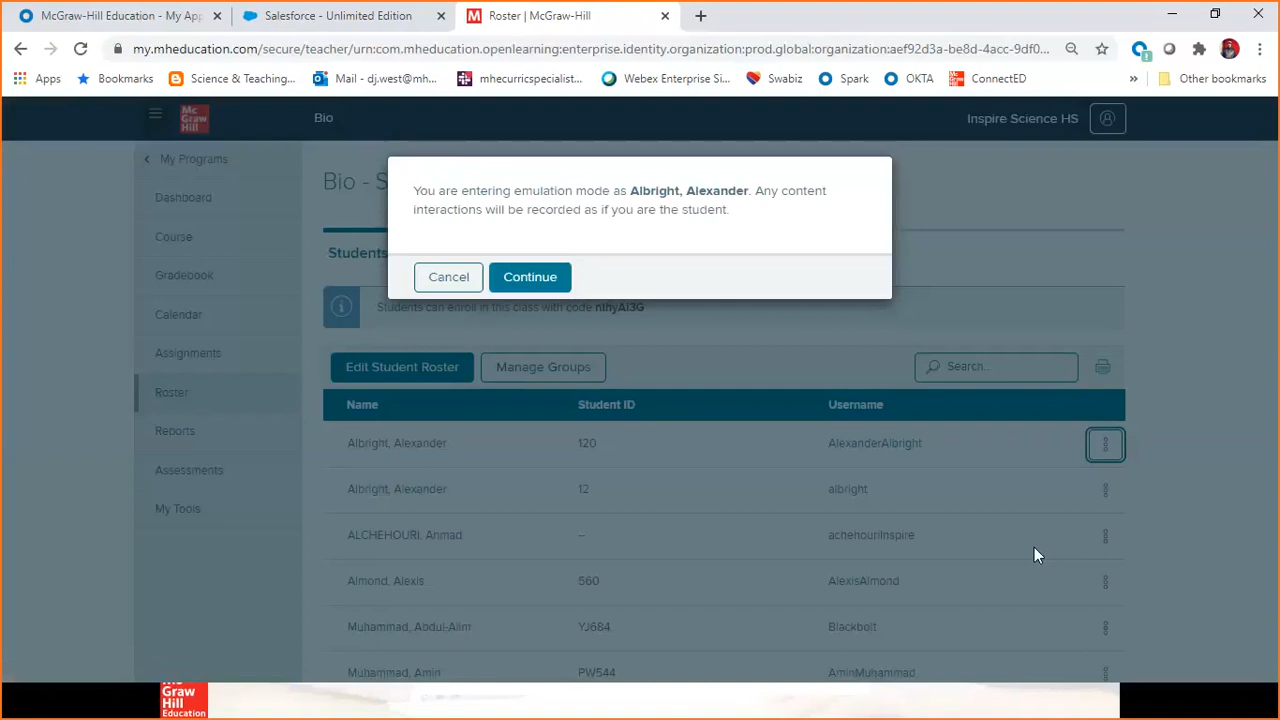 McGraw-Hill Education - My App
Salesforce - Unlimited Edition
Roster | McGraw-Hill
my.mheducation.com/secure/teacher/urn:com.mheducation.openlearning:enterprise.identity.organization:prod.global:organization:aef92d3a-be8d-4acc-9df0...
Apps
Bookmarks
Science & Teaching...
Mail - dj.west@mh...
mhecurricspecialist...
Webex Enterprise Si...
Swabiz
Spark
OKTA
ConnectED
Other bookmarks
Mc Graw Hill
Bio
Inspire Science HS
My Programs
Dashboard
Course
Gradebook
Calendar
Assignments
Roster
Reports
Assessments
My Tools
Bio - S
You are entering emulation mode as Albright, Alexander. Any content
interactions will be recorded as if you are the student.
Cancel
Continue
Students
Students can enroll in this class with code
Edit Student Roster
Manage Groups
Search...
Name
Student ID
Username
Albright, Alexander
120
AlexanderAlbright
Albright, Alexander
12
albright
ALCHEHOURI, Ahmad
--
achehouriInspire
Almond, Alexis
560
AlexisAlmond
Muhammad, Abdul-Alim
YJ684
Blackbolt
Muhammad, Amin
PW544
AminMuhammad
Mc
Graw
Hill
Education